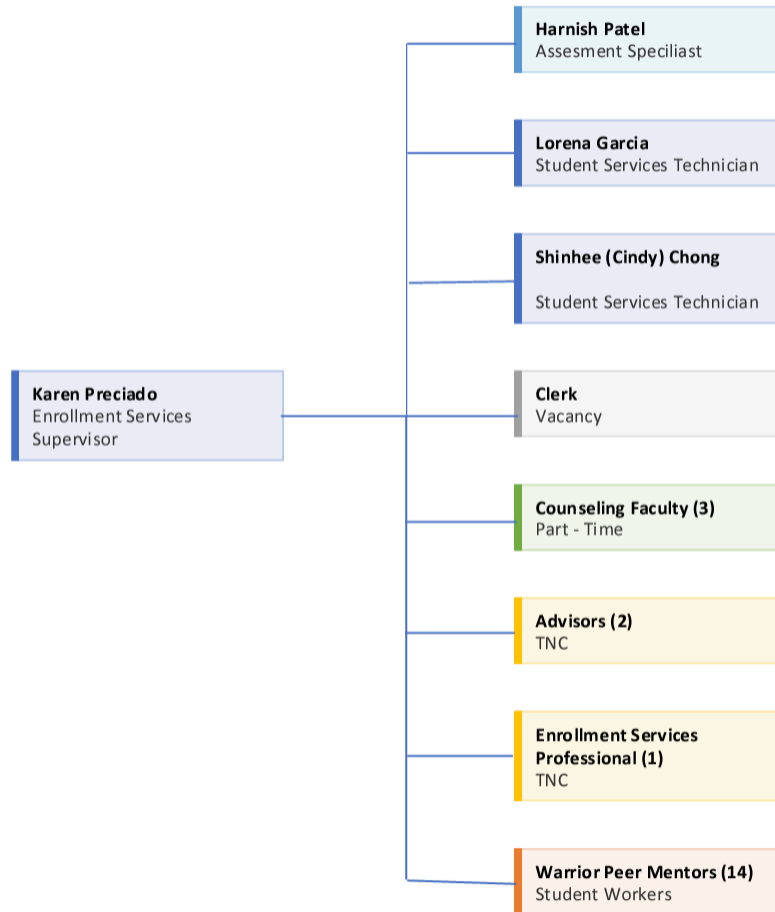 Harnish Patel
Assesment Speciliast
Lorena Garcia
Student Services Technician
Shinhee (Cindy) Chong
Student Services Technician
Karen Preciado
Enrollment Services
Supervisor
Clerk
Vacancy
Counseling Faculty (3)
Part - Time
Advisors (2)
TNC
Enrollment Services
Professional (1)
TNC
Warrior Peer Mentors (14)
Student Workers